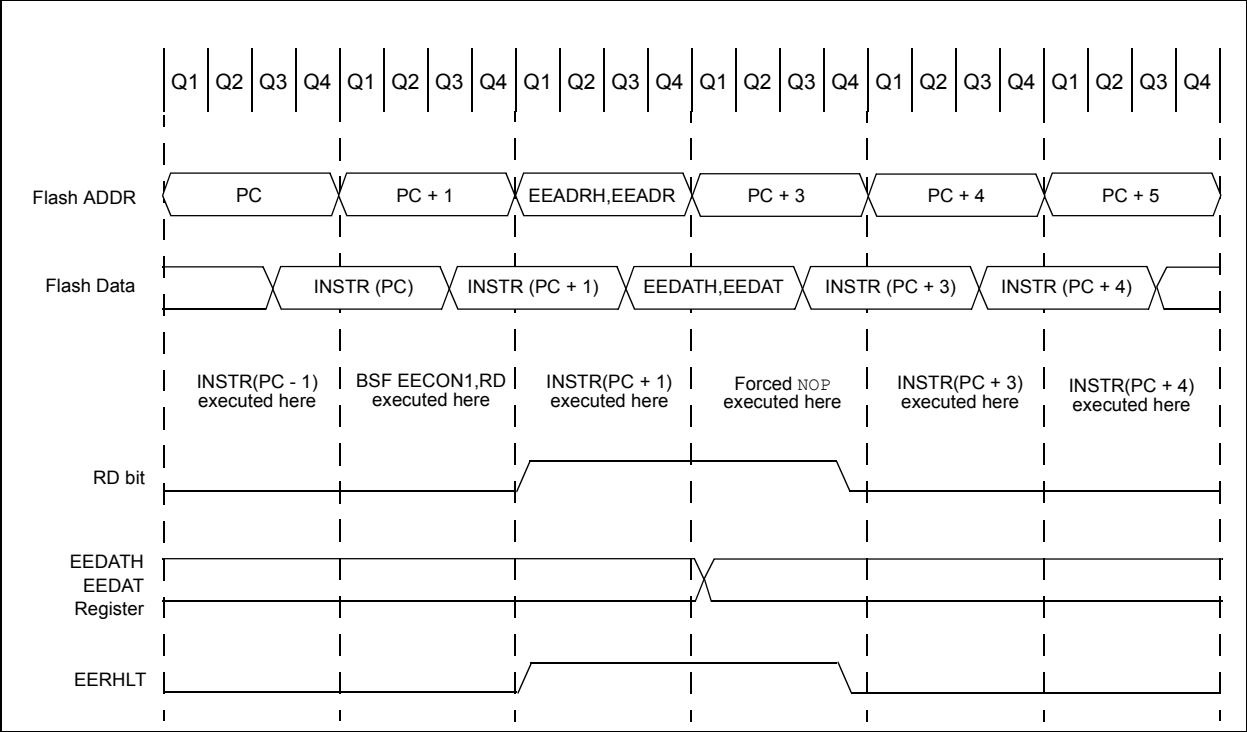 Q1 Q2 Q3 Q4 Q1 Q2 Q3 Q4 Q1 Q2 Q3 Q4 Q1 Q2 Q3 Q4 Q1 Q2 Q3 Q4 Q1 Q2 Q3 Q4
Flash ADDR PC PC + 1 EEADRH,EEADR PC + 3 PC + 4 PC + 5
Flash Data INSTR (PC) INSTR (PC + 1) EEDATH,EEDAT INSTR (PC + 3) INSTR (PC + 4)
INSTR(PC - 1)
executed here
BSF EECON1,RD
executed here
INSTR(PC + 1)
executed here
Forced NOP
executed here
INSTR(PC + 3)
executed here
INSTR(PC + 4)
executed here
RD bit
EEDATH
EEDAT
Register
EERHLT